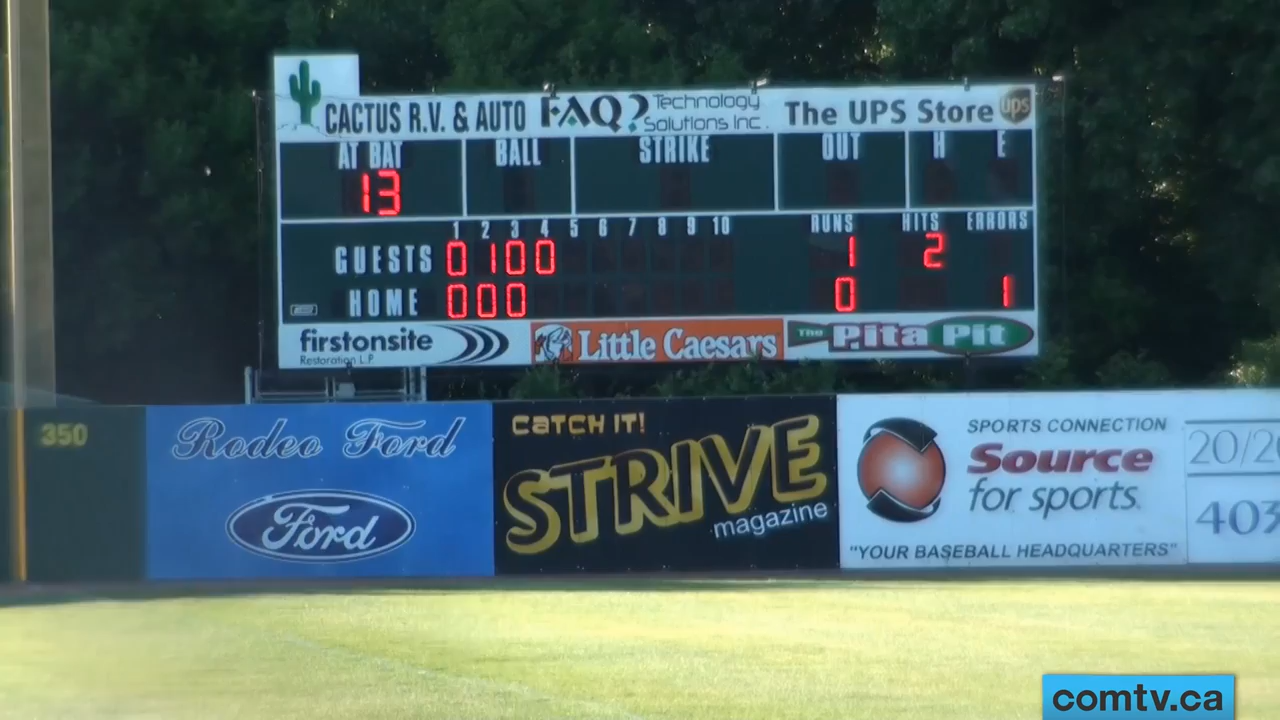 CACTUS R.V. & AUTO FAQ? Technology Solutions Inc. The UPS Store ups
AT BAT BALL STRIKE OUT H E
13
1 2 3 4 5 6 7 8 9 10 RUNS HITS ERRORS
GUESTS 0 1 0 0 1 2
HOME 0 0 0 0 1
firstonsite Restoration L.P. Little Caesars The Pita Pit
350
Rodeo Ford
Ford
CATCH IT!
STRIVE
magazine
SPORTS CONNECTION
Source
for sports.
"YOUR BASEBALL HEADQUARTERS"
20/20
403
comtv.ca